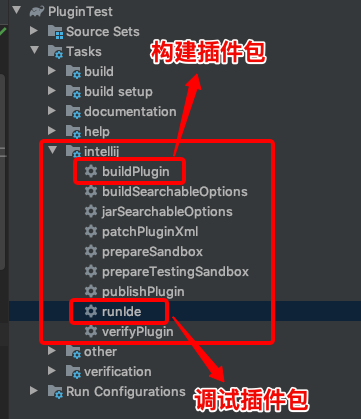 PluginTest
Source Sets
构建插件包
Tasks
build
build setup
documentation
help
intellij
buildPlugin
buildSearchableOptions
jarSearchableOptions
patchPluginXml
prepareSandbox
prepareTestingSandbox
publishPlugin
runIde
verifyPlugin
other
verification
调试插件包
Run Configurations